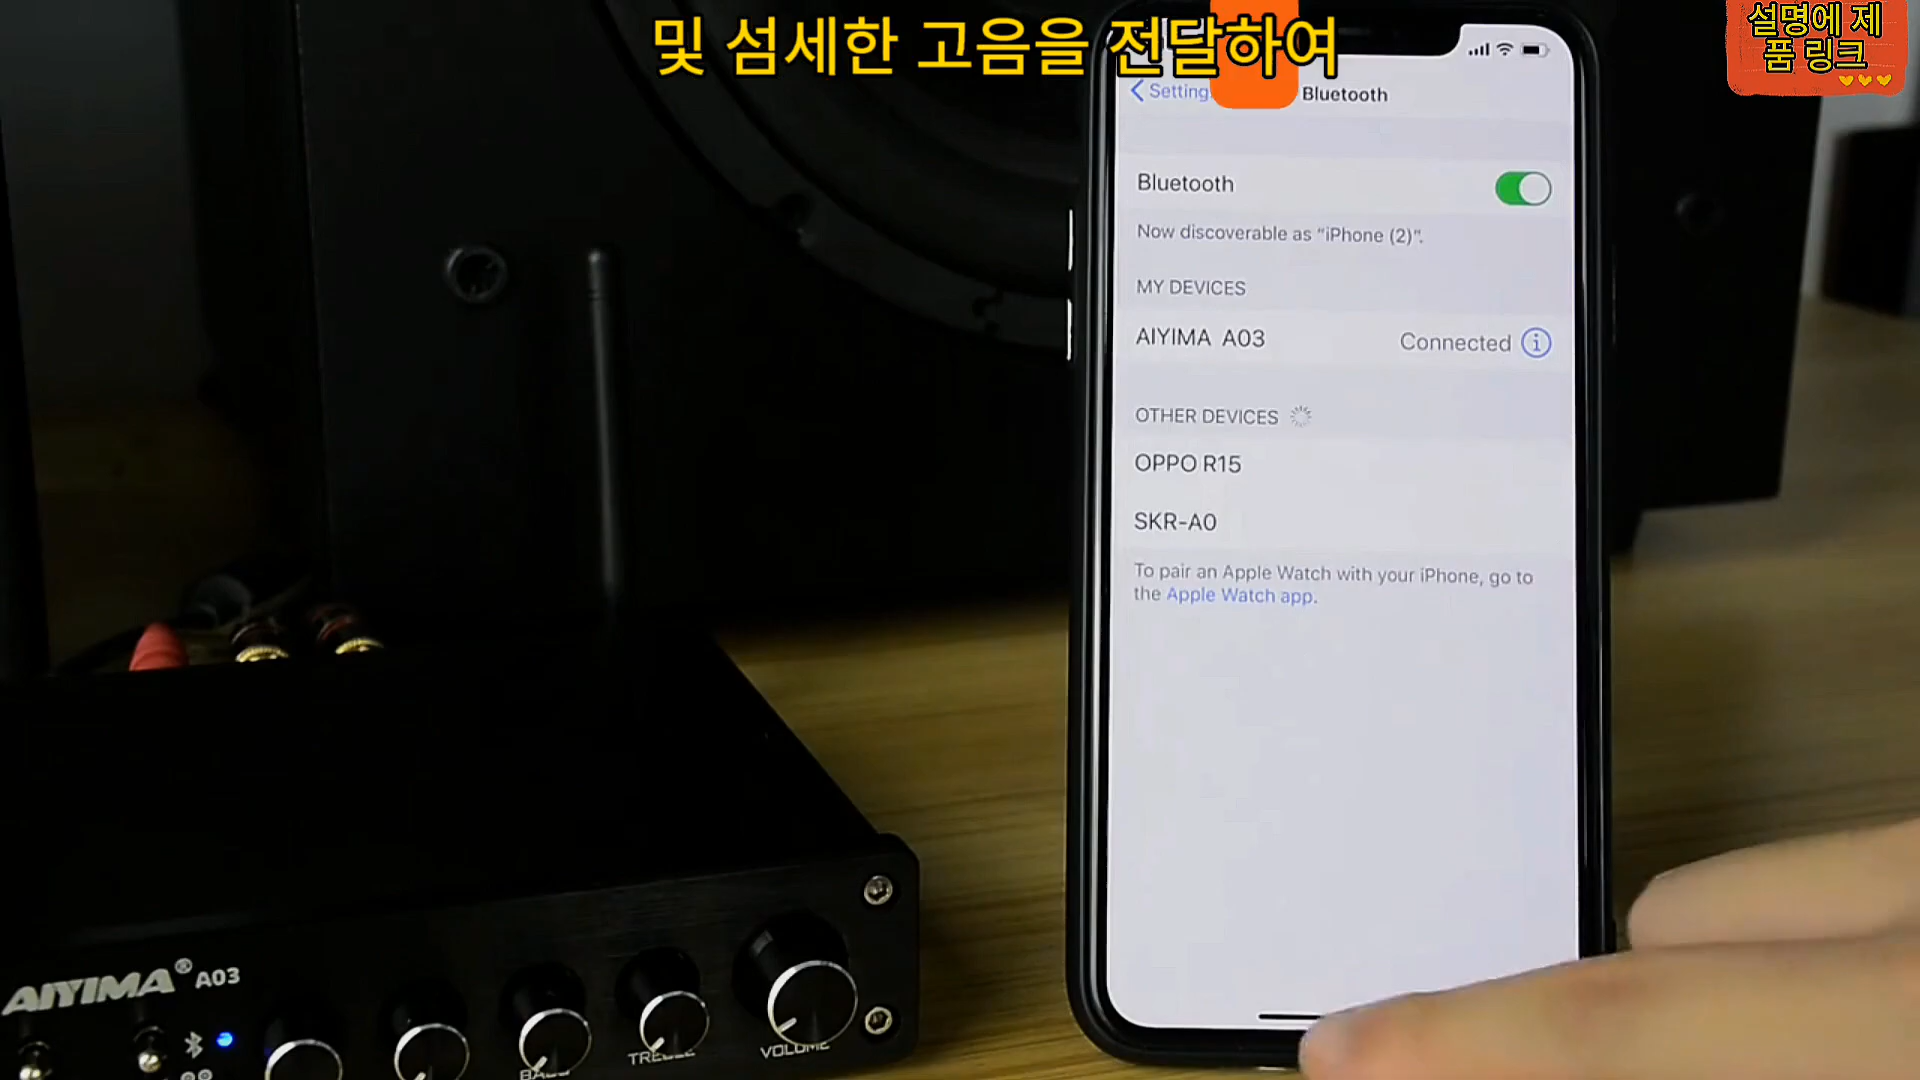 및 섬세한 고음을 전달하여
설명에 제
품 링크
Bluetooth
Bluetooth
Now discoverable as “iPhone (2)”.
MY DEVICES
AIYIMA A03
Connected
OTHER DEVICES
OPPO R15
SKR-A0
To pair an Apple Watch with your iPhone, go to
the Apple Watch app.
AIYIMA® A03
VOLUME